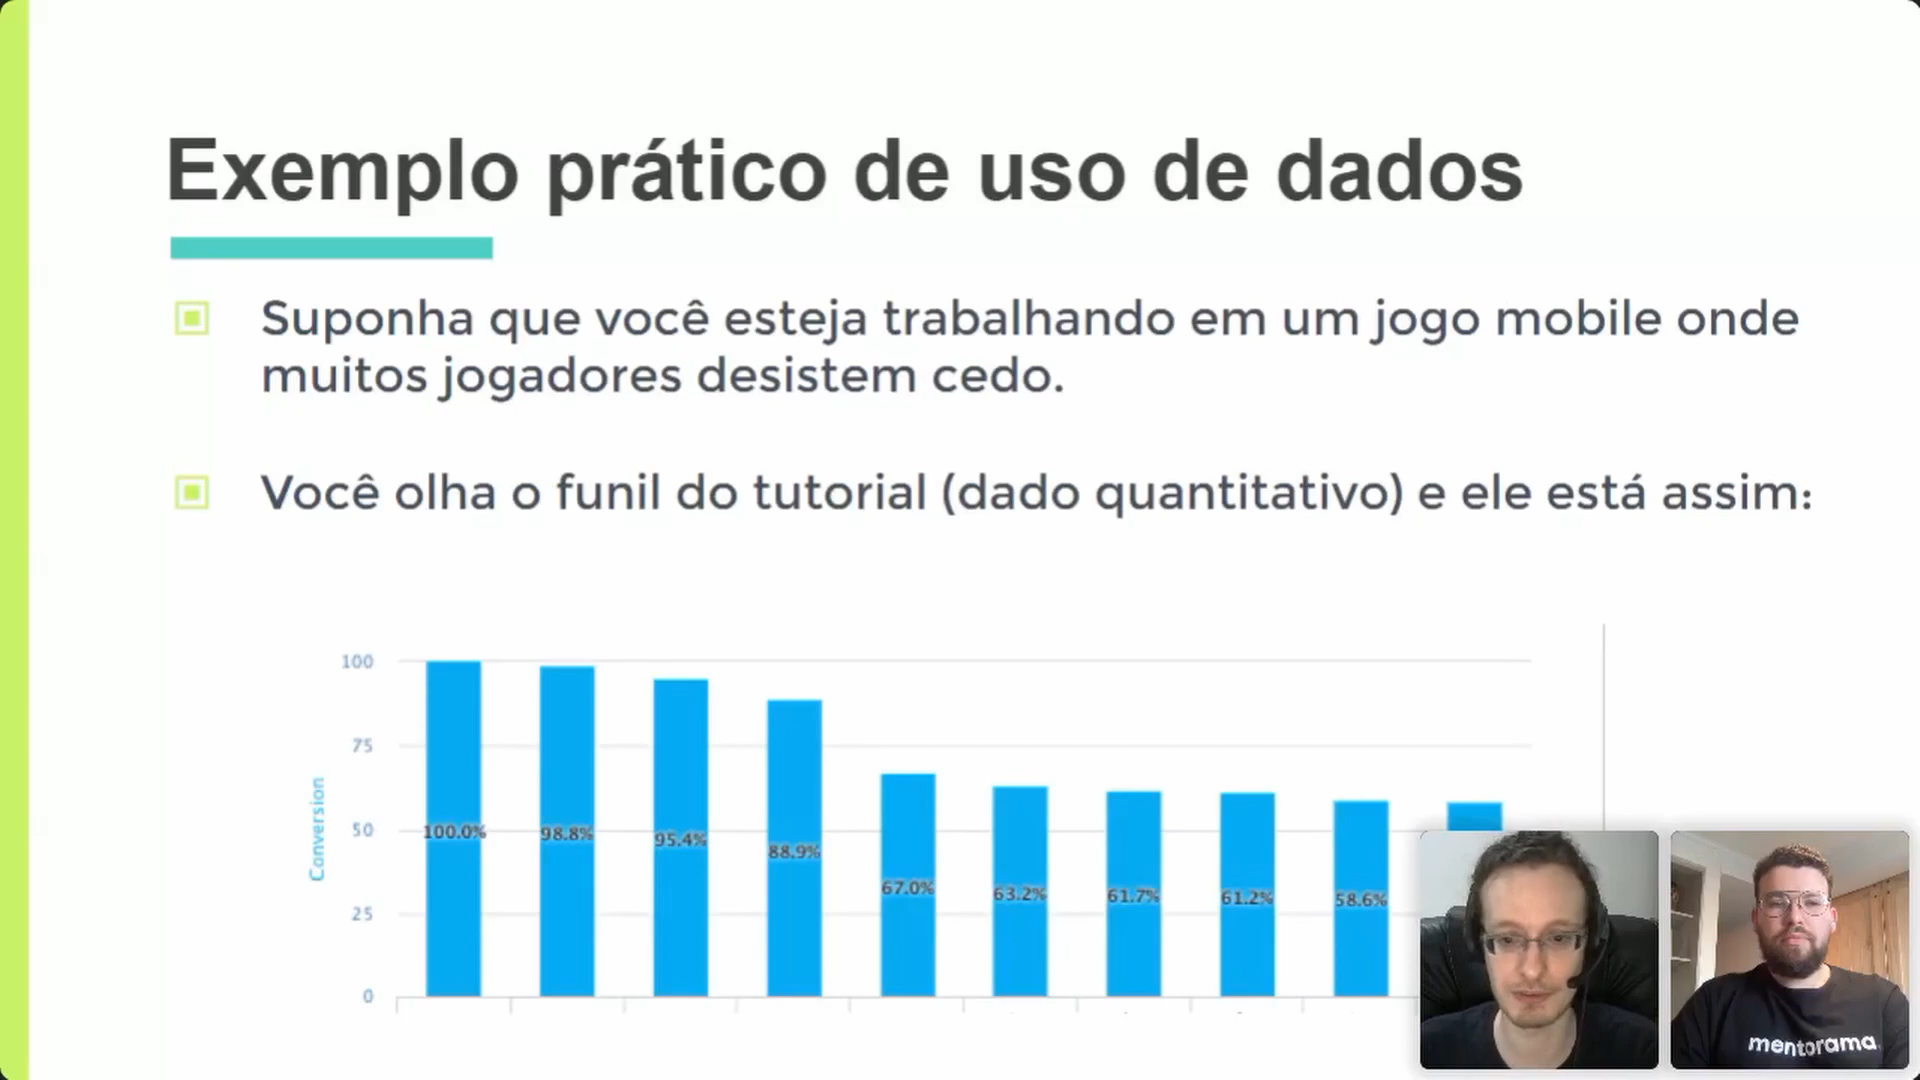 Exemplo prático de uso de dados
Suponha que você esteja trabalhando em um jogo mobile onde
muitos jogadores desistem cedo.
Você olha o funil do tutorial (dado quantitativo) e ele está assim:
100
75
50
25
0
Conversion
100.0%
98.8%
95.4%
88.9%
67.0%
63.2%
61.7%
61.2%
58.6%
mentorama